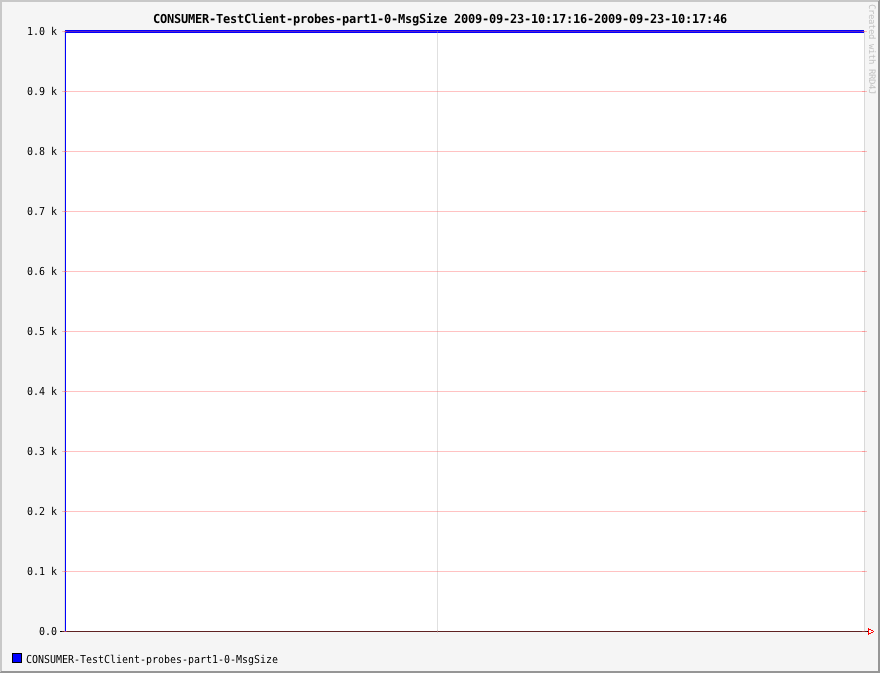 CONSUMER-TestClient-probes-part1-0-MsgSize 2009-09-23-10:17:16-2009-09-23-10:17:46
Created with RRD4J
1.0 k
0.9 k
0.8 k
0.7 k
0.6 k
0.5 k
0.4 k
0.3 k
0.2 k
0.1 k
0.0
CONSUMER-TestClient-probes-part1-0-MsgSize